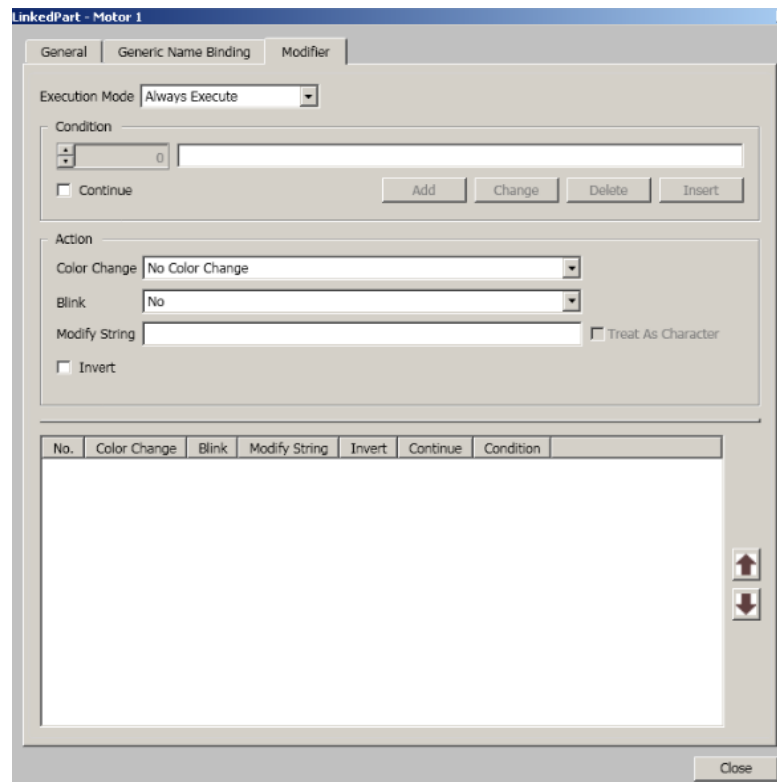 LinkedPart - Motor 1
General Generic Name Binding Modifier
Execution Mode Always Execute
Condition
0
Continue Add Change Delete Insert
Action
Color Change No Color Change
Blink No
Modify String Treat As Character
Invert
No. Color Change Blink Modify String Invert Continue Condition
Close